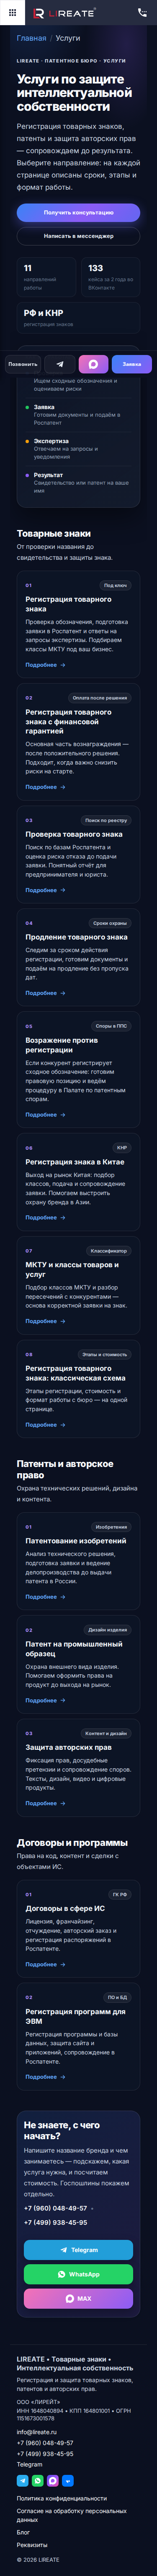 LIREATE
Главная / Услуги
LIREATE · ПАТЕНТНОЕ БЮРО · УСЛУГИ
Услуги по защите
интеллектуальной
собственности
Регистрация товарных знаков,
патенты и защита авторских прав
— сопровождаем до результата.
Выберите направление: на каждой
странице описаны сроки, этапы и
формат работы.
Получить консультацию
Написать в мессенджер
11
направлений
работы
133
кейса за 2 года во
ВКонтакте
РФ и КНР
регистрация знаков
Позвонить
Заявка
Ищем сходные обозначения и
оцениваем риски
Заявка
Готовим документы и подаём в
Роспатент
Экспертиза
Отвечаем на запросы и
уведомления
Результат
Свидетельство или патент на ваше
имя
Товарные знаки
От проверки названия до
свидетельства и защиты знака.
01
Под ключ
Регистрация товарного
знака
Проверка обозначения, подготовка
заявки в Роспатент и ответы на
запросы экспертизы. Подбираем
классы МКТУ под ваш бизнес.
Подробнее →
02
Оплата после решения
Регистрация товарного
знака с финансовой
гарантией
Основная часть вознаграждения —
после положительного решения.
Подходит, когда важно снизить
риски на старте.
Подробнее →
03
Поиск по реестру
Проверка товарного знака
Поиск по базам Роспатента и
оценка риска отказа до подачи
заявки. Понятный отчёт для
предпринимателя и юриста.
Подробнее →
04
Сроки охраны
Продление товарного знака
Следим за сроком действия
регистрации, готовим документы и
подаём на продление без пропуска
дат.
Подробнее →
05
Споры в ППС
Возражение против
регистрации
Если конкурент регистрирует
сходное обозначение: готовим
правовую позицию и ведём
процедуру в Палате по патентным
спорам.
Подробнее →
06
КНР
Регистрация знака в Китае
Выход на рынок Китая: подбор
классов, подача и сопровождение
заявки. Помогаем выстроить
охрану бренда в Азии.
Подробнее →
07
Классификатор
МКТУ и классы товаров и
услуг
Подбор классов МКТУ и разбор
пересечений с конкурентами —
основа корректной заявки на знак.
Подробнее →
08
Этапы и стоимость
Регистрация товарного
знака: классическая схема
Этапы регистрации, стоимость и
формат работы с бюро — на одной
странице.
Подробнее →
Патенты и авторское
право
Охрана технических решений, дизайна
и контента.
01
Изобретения
Патентование изобретений
Анализ технического решения,
подготовка заявки и ведение
делопроизводства до выдачи
патента в России.
Подробнее →
02
Дизайн изделия
Патент на промышленный
образец
Охрана внешнего вида изделия.
Помогаем оформить права на
продукт до выхода на рынок.
Подробнее →
03
Контент и дизайн
Защита авторских прав
Фиксация прав, досудебные
претензии и сопровождение споров.
Тексты, дизайн, видео и цифровые
продукты.
Подробнее →
Договоры и программы
Права на код, контент и сделки с
объектами ИС.
01
ГК РФ
Договоры в сфере ИС
Лицензия, франчайзинг,
отчуждение, авторский заказ и
регистрация распоряжений в
Роспатенте.
Подробнее →
02
ПО и БД
Регистрация программ для
ЭВМ
Регистрация программы и базы
данных, защита сайта и
приложений, сопровождение в
Роспатенте.
Подробнее →
Не знаете, с чего
начать?
Напишите название бренда и чем
занимаетесь — подскажем, какая
услуга нужна, и посчитаем
стоимость. Госпошлины покажем
отдельно.
+7 (960) 048-49-57 ·
+7 (499) 938-45-95
Telegram
WhatsApp
MAX
LIREATE • Товарные знаки •
Интеллектуальная собственность
Регистрация и защита товарных знаков,
патентов и авторских прав.
ООО «ЛИРЕЙТ»
ИНН 1648040894 • КПП 164801001 • ОГРН
1151673001578
info@lireate.ru
+7 (960) 048-49-57
+7 (499) 938-45-95
Telegram
Политика конфиденциальности
Согласие на обработку персональных
данных
Блог
Реквизиты
© 2026 LIREATE